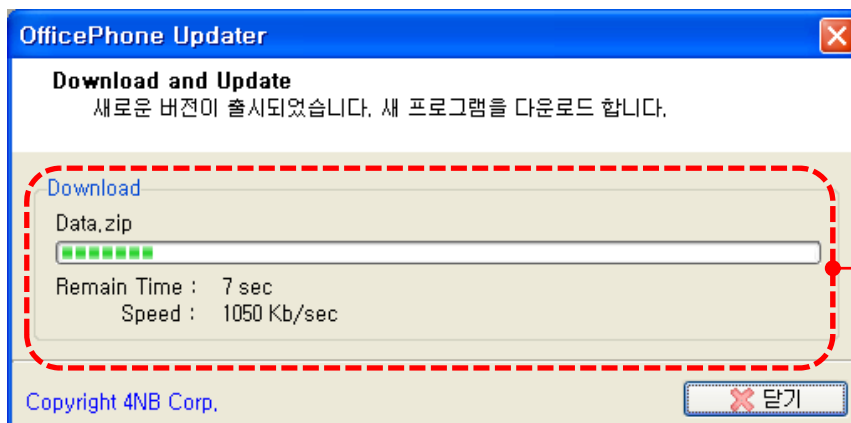 OfficePhone Updater
Download and Update
새로운 버전이 출시되었습니다. 새 프로그램을 다운로드 합니다.
Download
Data.zip
Remain Time : 7 sec
Speed : 1050 Kb/sec
Copyright 4NB Corp.
닫기